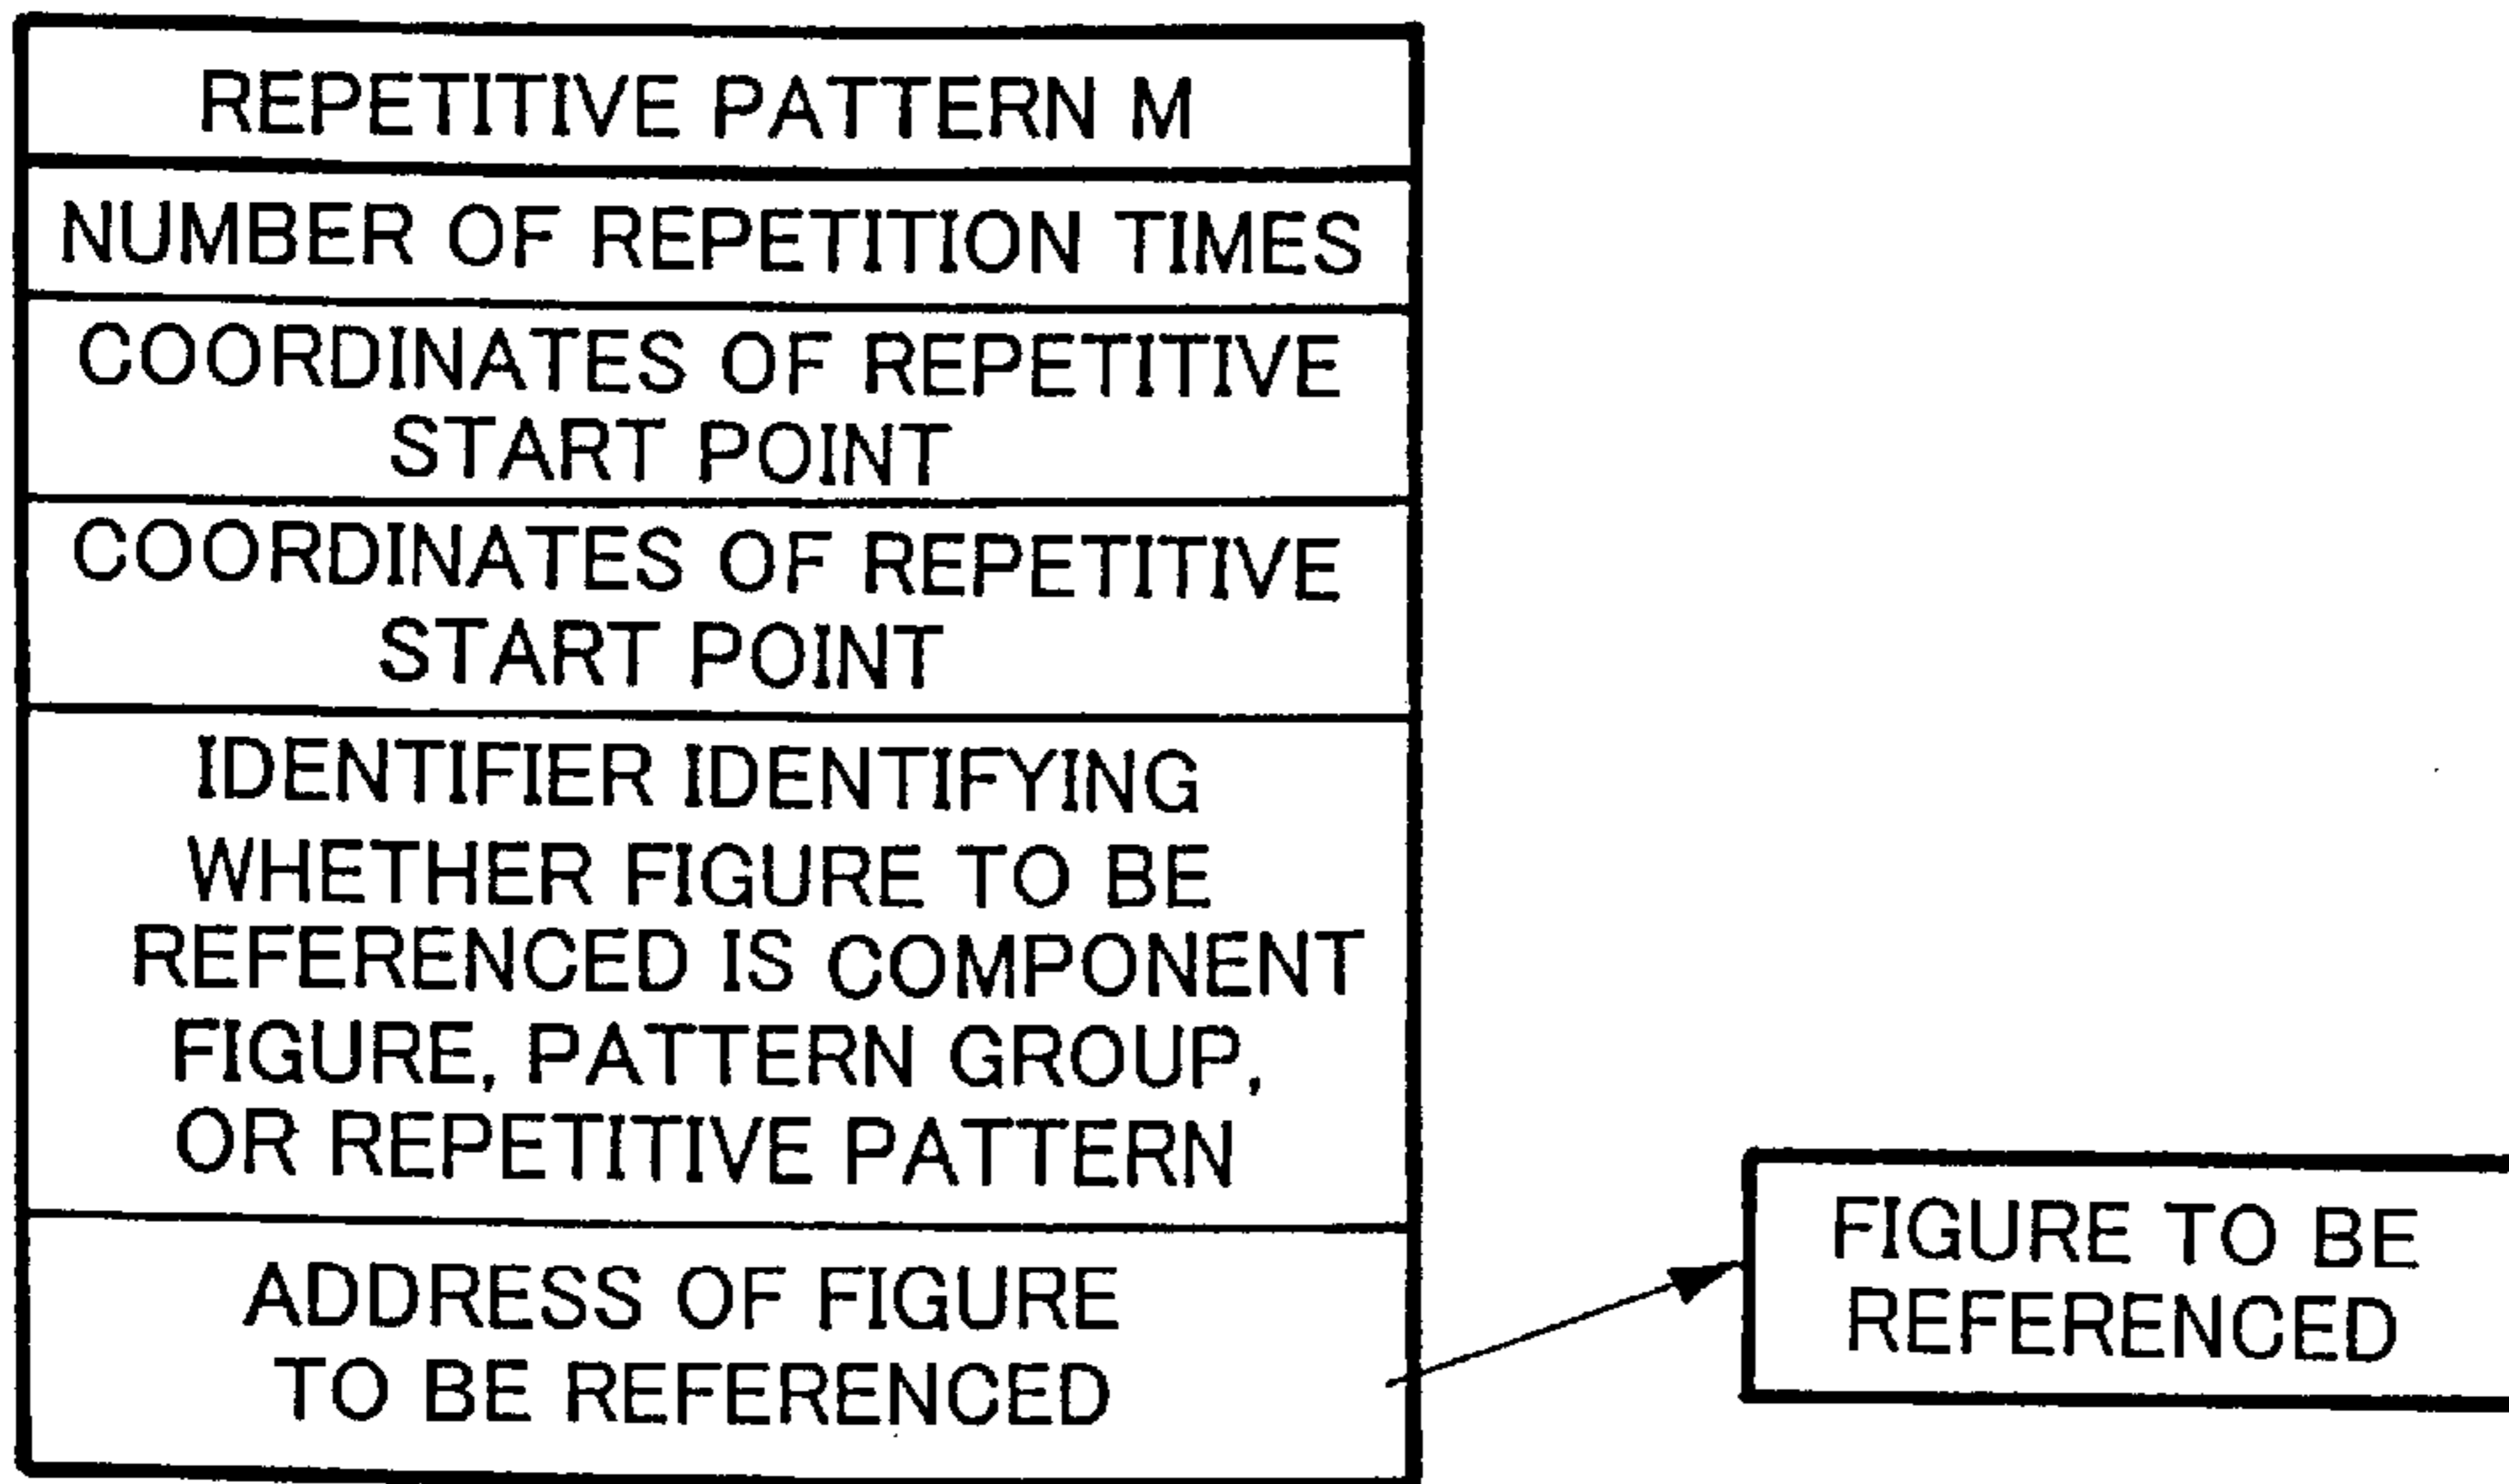 REPETITIVE PATTERN M
NUMBER OF REPETITION TIMES
COORDINATES OF REPETITIVE
START POINT
COORDINATES OF REPETITIVE
START POINT
IDENTIFIER IDENTIFYING
WHETHER FIGURE TO BE
REFERENCED IS COMPONENT
FIGURE, PATTERN GROUP,
OR REPETITIVE PATTERN
ADDRESS OF FIGURE
TO BE REFERENCED
FIGURE TO BE
REFERENCED